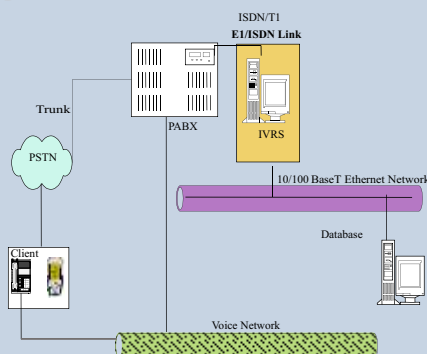 ISDN/T1
E1/ISDN Link
Trunk
PABX
IVRS
PSTN
10/100 BaseT Ethernet Network
Database
Client
Voice Network